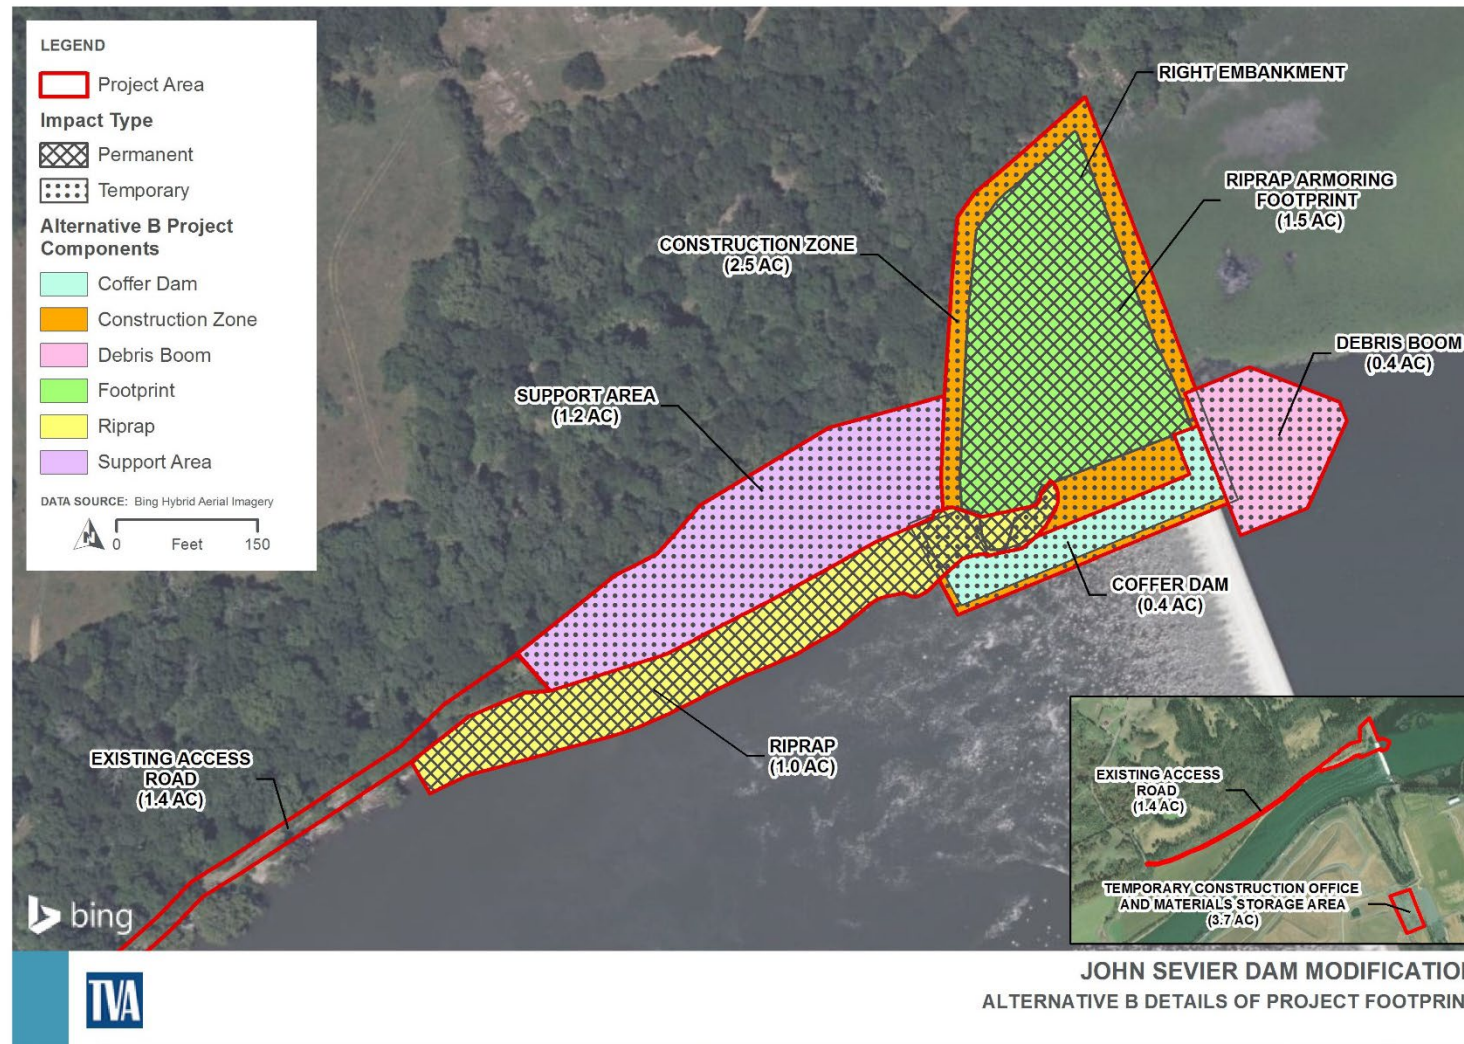 LEGEND
Project Area
Impact Type
Permanent
Temporary
Alternative B Project
Components
Coffer Dam
Construction Zone
Debris Boom
Footprint
Riprap
Support Area
DATA SOURCE: Bing Hybrid Aerial Imagery
N
0 Feet 150
RIGHT EMBANKMENT
RIPRAP ARMORING
FOOTPRINT
(1.5 AC)
CONSTRUCTION ZONE
(2.5 AC)
DEBRIS BOOM
(0.4 AC)
SUPPORT AREA
(1.2 AC)
COFFER DAM
(0.4 AC)
RIPRAP
(1.0 AC)
EXISTING ACCESS
ROAD
(1.4 AC)
EXISTING ACCESS
ROAD
(1.4 AC)
TEMPORARY CONSTRUCTION OFFICE
AND MATERIALS STORAGE AREA
(3.7 AC)
bing
TVA
JOHN SEVIER DAM MODIFICATIO
ALTERNATIVE B DETAILS OF PROJECT FOOTPRIN